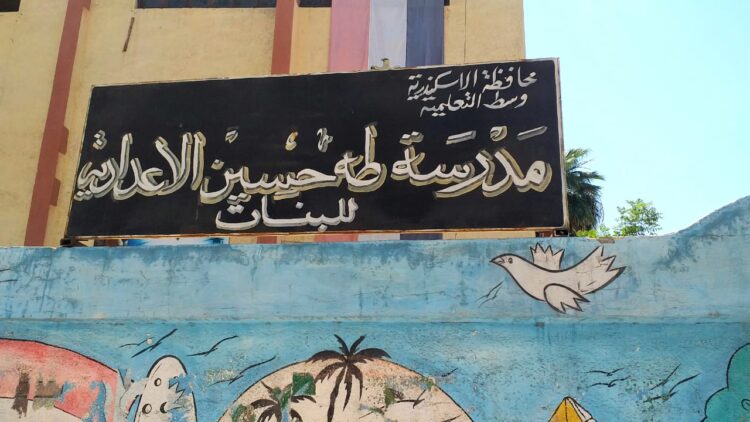 محافظة الاسكندرية
وسط التعليمية
مدرسة طه حسين الاعدادية
للبنات